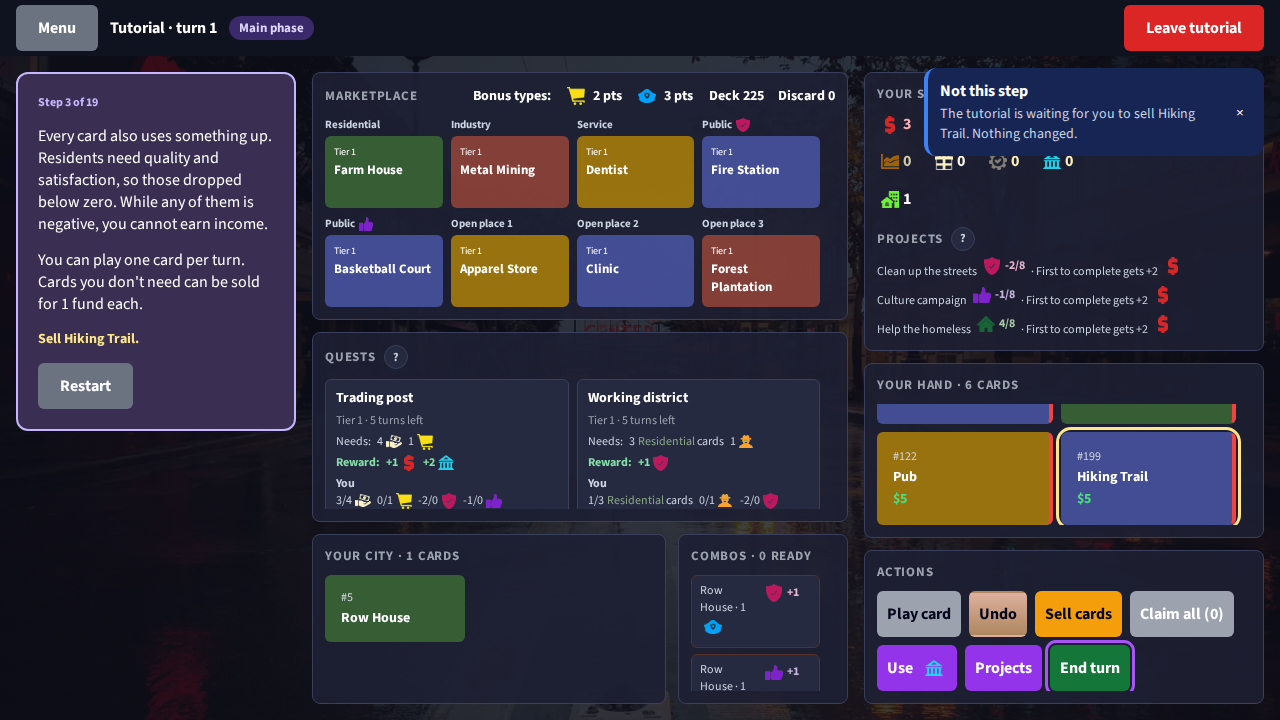 Menu
Tutorial · turn 1
Main phase
Leave tutorial
Step 3 of 19
Every card also uses something up.
Residents need quality and
satisfaction, so those dropped
below zero. While any of them is
negative, you cannot earn income.
You can play one card per turn.
Cards you don't need can be sold
for 1 fund each.
Sell Hiking Trail.
Restart
MARKETPLACE
Bonus types: 2 pts 3 pts Deck 225 Discard 0
Residential Industry Service Public
Tier 1
Farm House
Tier 1
Metal Mining
Tier 1
Dentist
Tier 1
Fire Station
Public Open place 1 Open place 2 Open place 3
Tier 1
Basketball Court
Tier 1
Apparel Store
Tier 1
Clinic
Tier 1
Forest
Plantation
QUESTS ?
Trading post
Tier 1 · 5 turns left
Needs: 4 1
Reward: +1 +2
You
3/4 0/1 -2/0 -1/0
Working district
Tier 1 · 5 turns left
Needs: 3 Residential cards 1
Reward: +1
You
1/3 Residential cards 0/1 -2/0
YOUR CITY · 1 CARDS
#5
Row House
COMBOS · 0 READY
Row
House · 1
+1
Row
House · 1
+1
YOUR S
3
Not this step
The tutorial is waiting for you to sell Hiking
Trail. Nothing changed.
×
0 0 0 0
1
PROJECTS ?
Clean up the streets -2/8 · First to complete gets +2
Culture campaign -1/8 · First to complete gets +2
Help the homeless 4/8 · First to complete gets +2
YOUR HAND · 6 CARDS
#122
Pub
$5
#199
Hiking Trail
$5
ACTIONS
Play card
Undo
Sell cards
Claim all (0)
Use
Projects
End turn